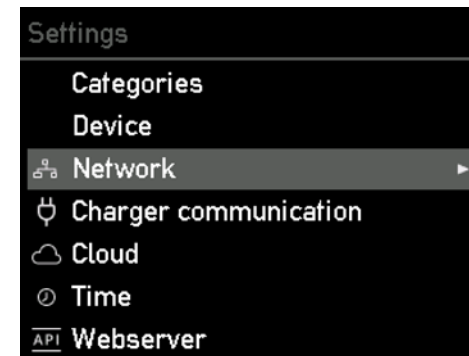 Settings
Categories
Device
Network
Charger communication
Cloud
Time
API Webserver